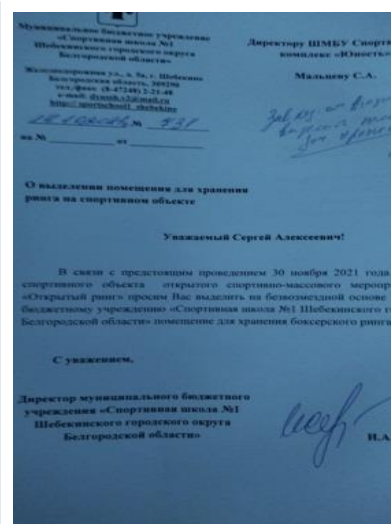 Муниципальное бюджетное учреждение
«Спортивная школа №1
Шебекинского городского округа
Белгородской области»
Железнодорожная ул., д. 8а, г. Шебекино
Белгородская область, 309290
тел./факс (8-47248) 2-21-48
e-mail:
http://
№ 731
на № от
Директору ШМБУ
комплекс «Юность»
Мальцеву С.А.
О выделении помещения для хранения
ринга на спортивном объекте
Уважаемый Сергей Алексеевич!
В связи с предстоящим проведением 30 ноября 2021 года
спортивного объекта открытого спортивно-массового
«Открытый ринг» просим Вас выделить на безвозмездной основе
бюджетному учреждению «Спортивная школа №1 Шебекинского
Белгородской области» помещение для хранения боксерского ринга
С уважением,
Директор муниципального бюджетного
учреждения «Спортивная школа №1
Шебекинского городского округа
Белгородской области»
И.А.